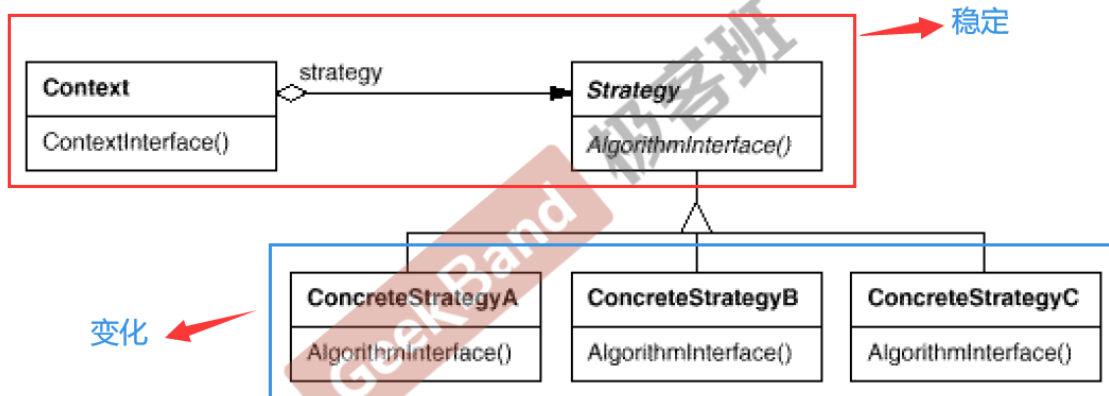 稳定
strategy
Context
Strategy
ContextInterface()
AlgorithmInterface()
极客班
GeekBand
ConcreteStrategyA
ConcreteStrategyB
ConcreteStrategyC
变化
AlgorithmInterface()
AlgorithmInterface()
AlgorithmInterface()